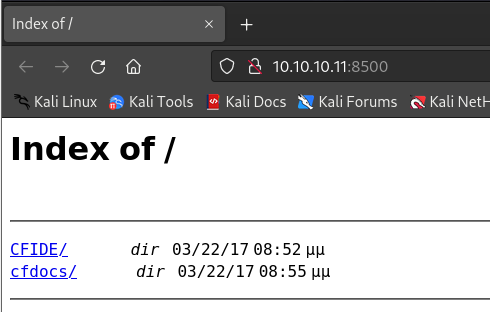 Index of /
10.10.10.11:8500
Kali Linux Kali Tools Kali Docs Kali Forums Kali NetH
Index of /
CFIDE/ dir 03/22/17 08:52 μμ
cfdocs/ dir 03/22/17 08:55 μμ